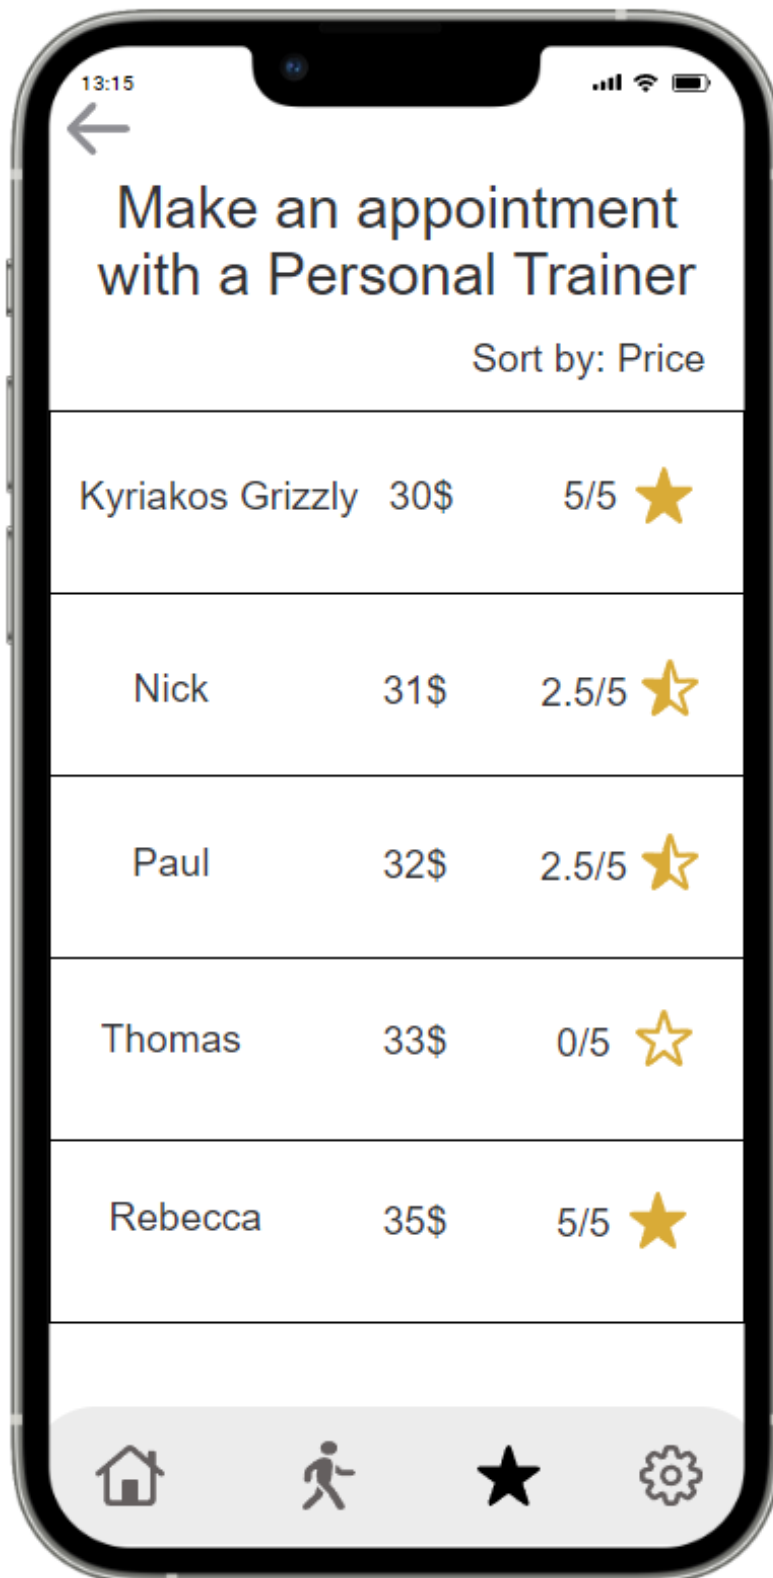 13:15
Make an appointment
with a Personal Trainer
Sort by: Price
Kyriakos Grizzly 30$ 5/5
Nick 31$ 2.5/5
Paul 32$ 2.5/5
Thomas 33$ 0/5
Rebecca 35$ 5/5